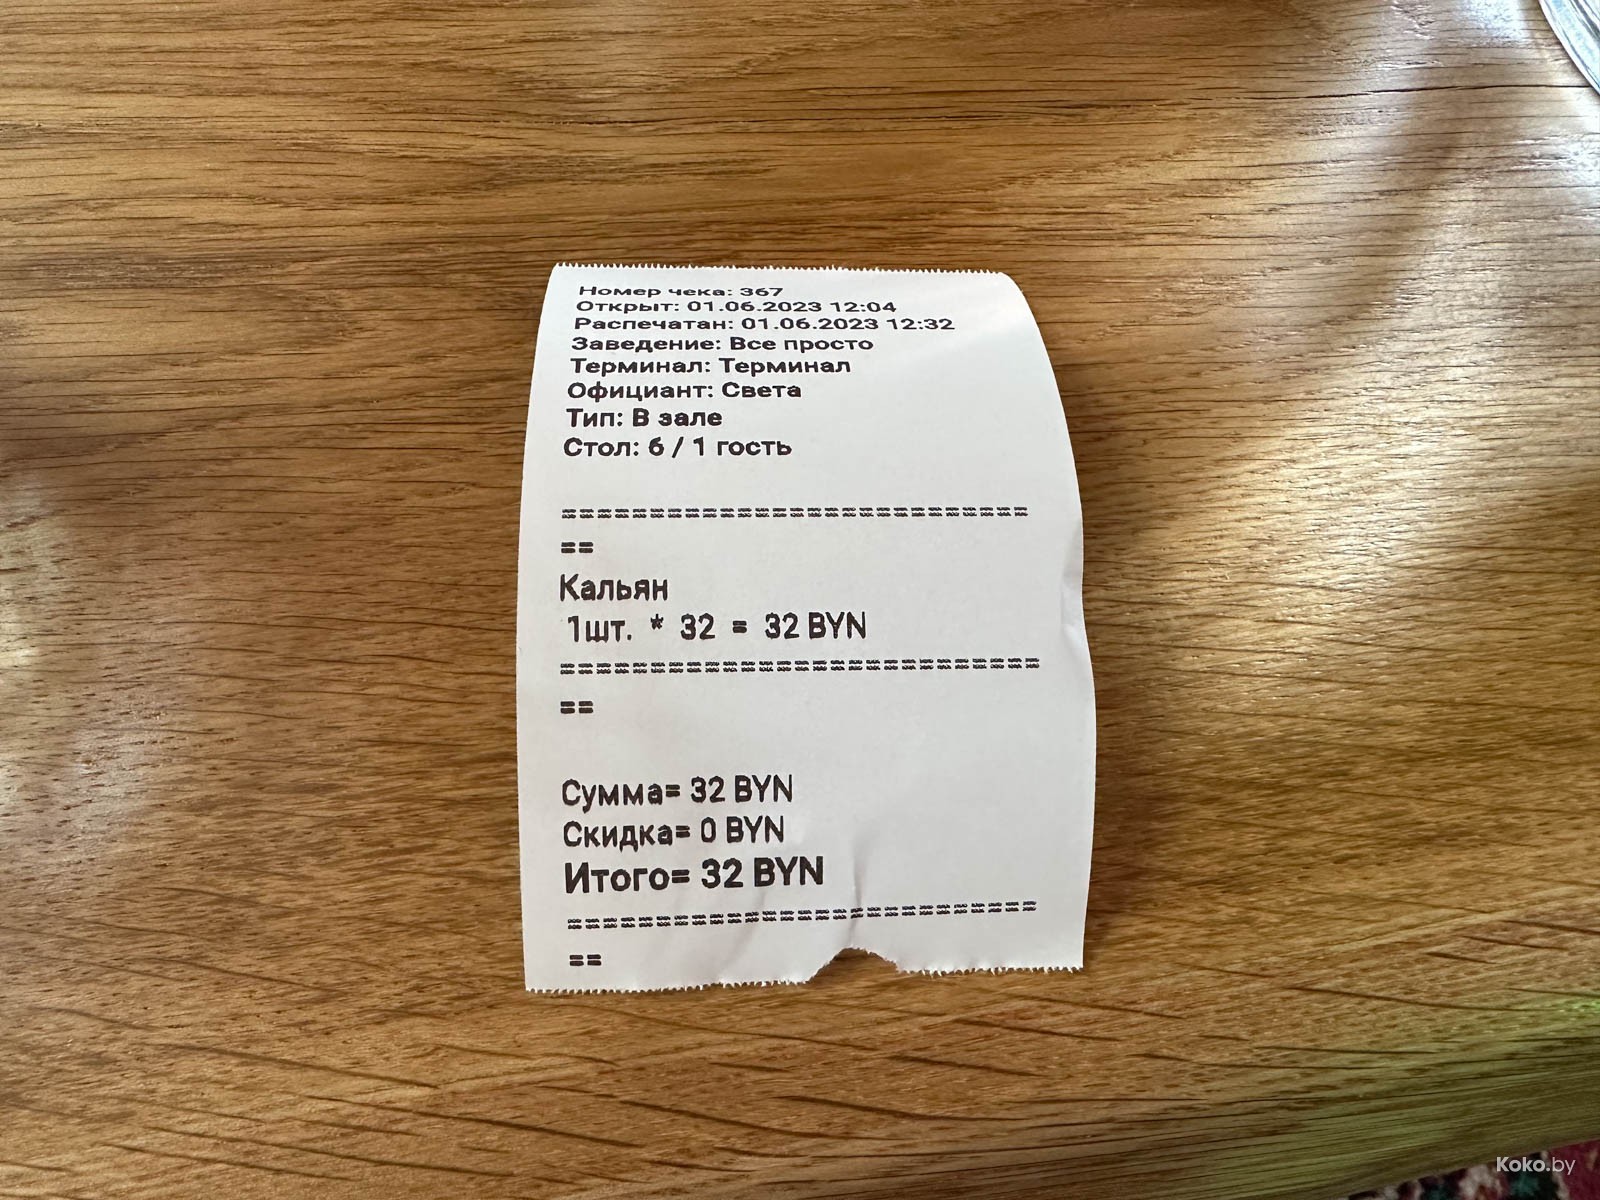 Номер чека: 367
Открыт: 01.06.2023 12:04
Распечатан: 01.06.2023 12:32
Заведение: Все просто
Терминал: Терминал
Официант: Света
Тип: В зале
Стол: 6 / 1 гость
===========================
==
Кальян
1шт. * 32 = 32 BYN
===========================
==
Сумма= 32 BYN
Скидка= 0 BYN
Итого= 32 BYN
===========================
==
Koko.by